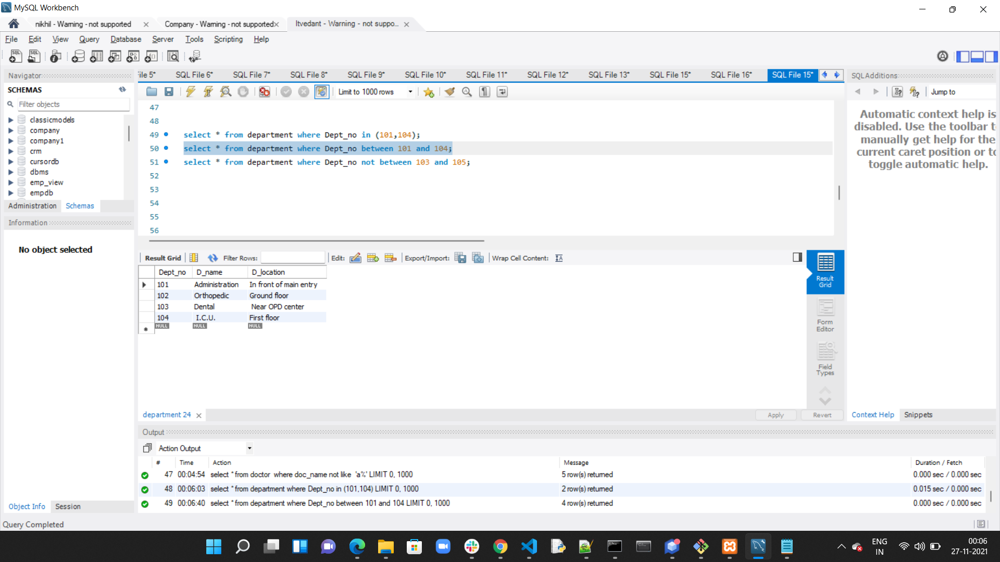 MySQL Workbench
nikhil - Warning - not supported
Company - Warning - not supported
Itvedant - Warning - not suppo...
File Edit View Query Database Server Tools Scripting Help
Navigator
SCHEMAS
Filter objects
classicmodels
company
company1
crm
cursordb
dbms
emp_view
empdb
Administration Schemas
Information
No object selected
Object Info Session
ile 5* SQL File 6* SQL File 7* SQL File 8* SQL File 9* SQL File 10* SQL File 11* SQL File 12* SQL File 13* SQL File 15* SQL File 16* SQL File 15*
Limit to 1000 rows
47
48
49 select * from department where Dept_no in (101,104);
50 select * from department where Dept_no between 101 and 104;
51 select * from department where Dept_no not between 103 and 105;
52
53
54
55
56
Result Grid Filter Rows: Edit: Export/Import: Wrap Cell Content:
Dept_no D_name D_location
101 Administration In front of main entry
102 Orthopedic Ground floor
103 Dental Near OPD center
104 I.C.U. First floor
NULL NULL NULL
Result Grid
Form Editor
Field Types
department 24
Apply Revert
SQLAdditions
Jump to
Automatic context help is
disabled. Use the toolbar t
manually get help for the
current caret position or to
toggle automatic help.
Context Help Snippets
Output
Action Output
# Time Action Message Duration / Fetch
47 00:04:54 select * from doctor where doc_name not like 'a%' LIMIT 0, 1000 5 row(s) returned 0.000 sec / 0.000 sec
48 00:06:03 select * from department where Dept_no in (101,104) LIMIT 0, 1000 2 row(s) returned 0.015 sec / 0.000 sec
49 00:06:40 select * from department where Dept_no between 101 and 104 LIMIT 0, 1000 4 row(s) returned 0.000 sec / 0.000 sec
Query Completed
ENG
IN
00:06
27-11-2021